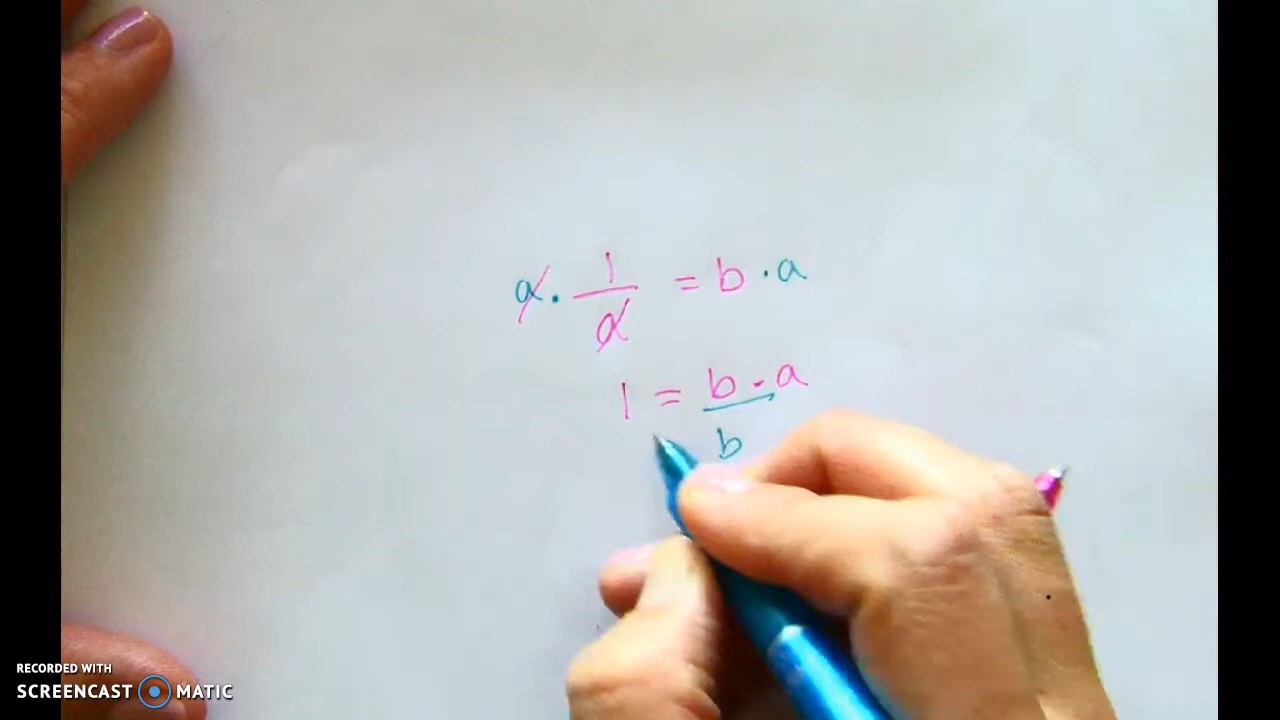 a · 1/a = b · a
1 = b · a
b
RECORDED WITH
SCREENCAST MATIC